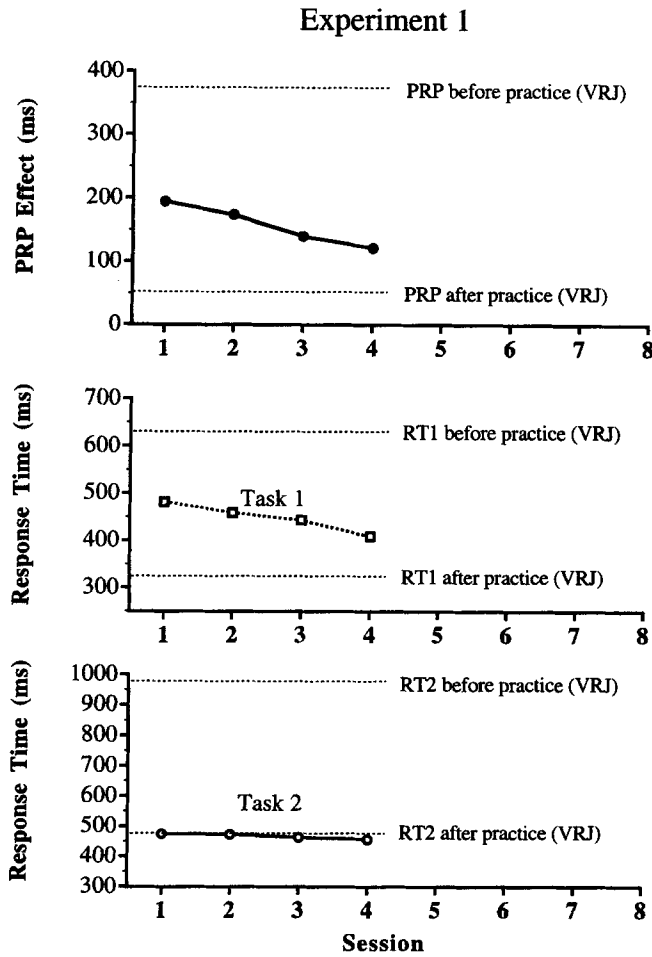 Experiment 1
PRP Effect (ms)
400
300
200
100
0
PRP before practice (VRJ)
PRP after practice (VRJ)
1 2 3 4 5 6 7 8
Response Time (ms)
700
600
500
400
300
RT1 before practice (VRJ)
Task 1
RT1 after practice (VRJ)
1 2 3 4 5 6 7 8
Response Time (ms)
1000
900
800
700
600
500
400
300
RT2 before practice (VRJ)
Task 2
RT2 after practice (VRJ)
1 2 3 4 5 6 7 8
Session